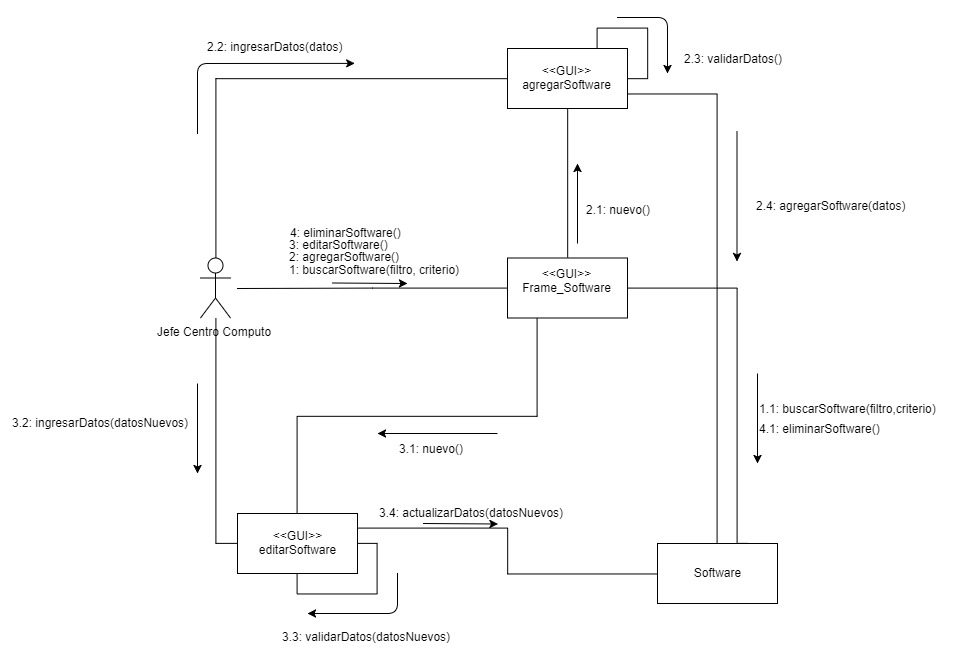 2.2: ingresarDatos(datos)
<<GUI>>
agregarSoftware
2.3: validarDatos()
2.1: nuevo()
2.4: agregarSoftware(datos)
4: eliminarSoftware()
3: editarSoftware()
2: agregarSoftware()
1: buscarSoftware(filtro, criterio)
<<GUI>>
Frame_Software
Jefe Centro Computo
3.2: ingresarDatos(datosNuevos)
1.1: buscarSoftware(filtro,criterio)
4.1: eliminarSoftware()
3.1: nuevo()
3.4: actualizarDatos(datosNuevos)
<<GUI>>
editarSoftware
Software
3.3: validarDatos(datosNuevos)